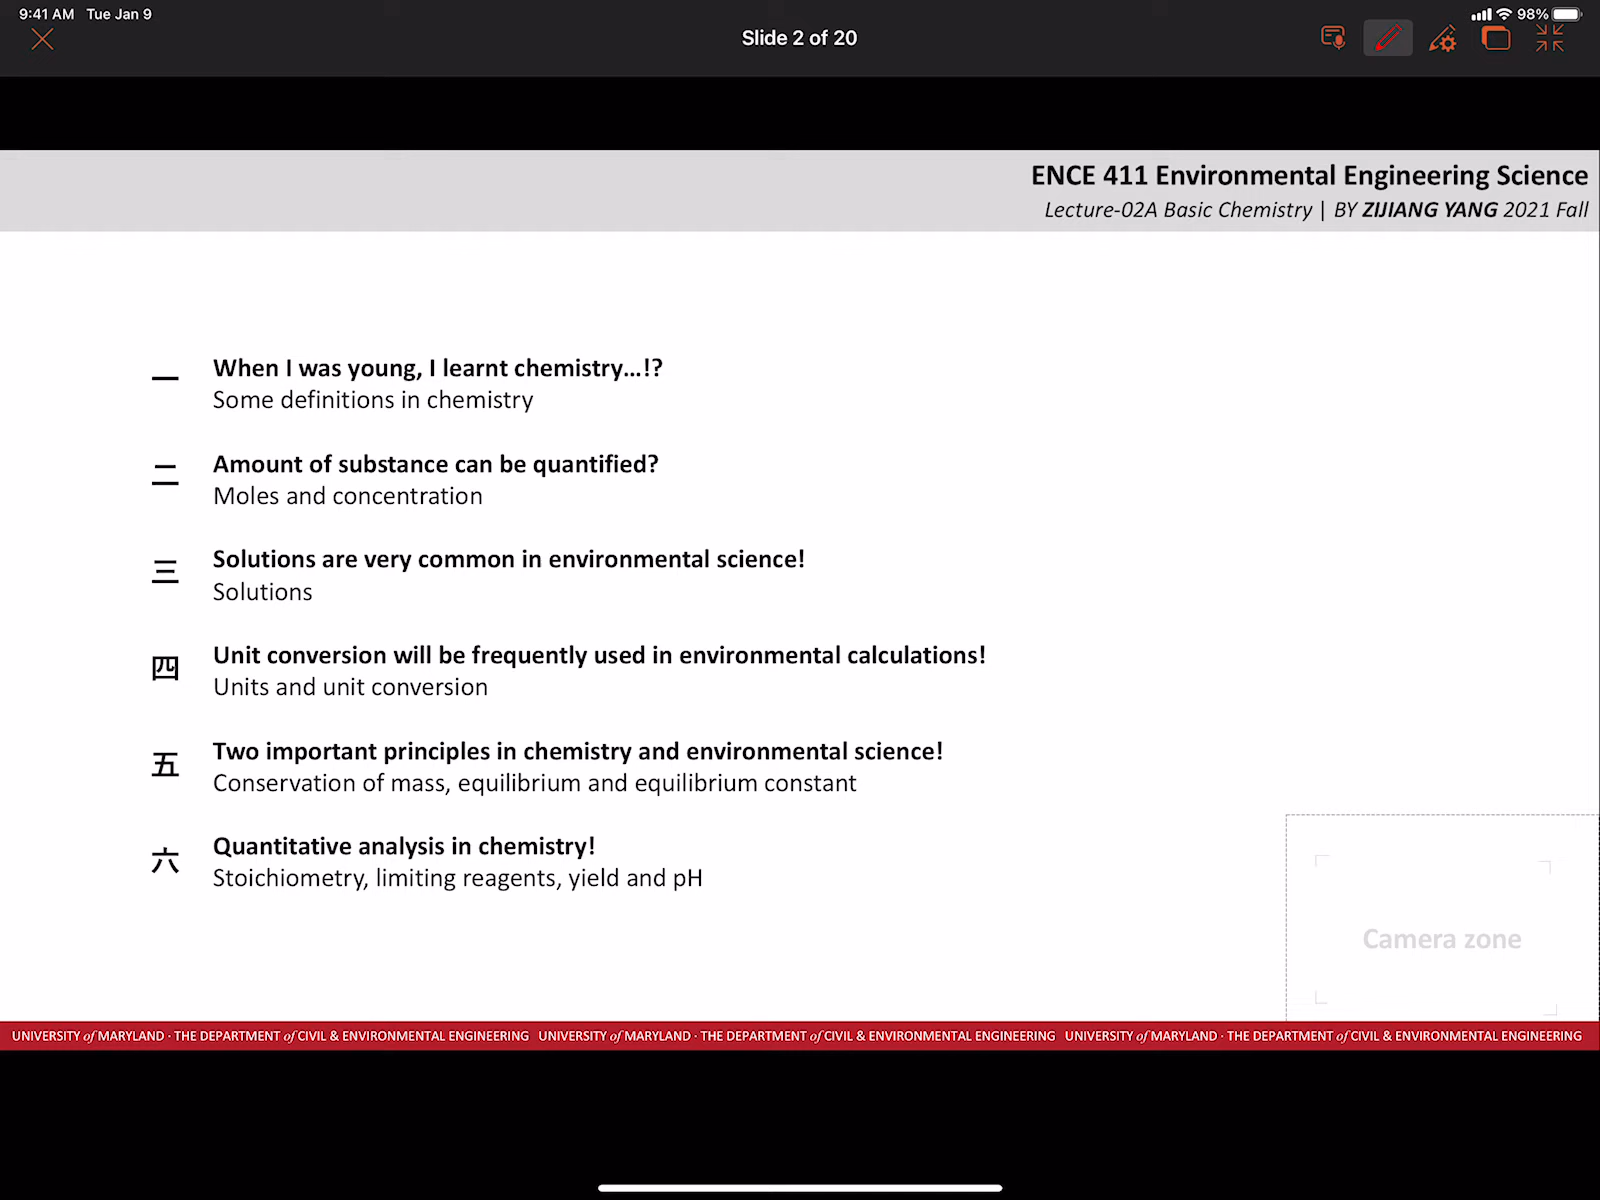 9:41 AM Tue Jan 9
98%
Slide 2 of 20
ENCE 411 Environmental Engineering Science
Lecture-02A Basic Chemistry | BY ZIJIANG YANG 2021 Fall
一 When I was young, I learnt chemistry...!?
Some definitions in chemistry
二 Amount of substance can be quantified?
Moles and concentration
三 Solutions are very common in environmental science!
Solutions
四 Unit conversion will be frequently used in environmental calculations!
Units and unit conversion
五 Two important principles in chemistry and environmental science!
Conservation of mass, equilibrium and equilibrium constant
六 Quantitative analysis in chemistry!
Stoichiometry, limiting reagents, yield and pH
Camera zone
UNIVERSITY of MARYLAND · THE DEPARTMENT of CIVIL & ENVIRONMENTAL ENGINEERING UNIVERSITY of MARYLAND · THE DEPARTMENT of CIVIL & ENVIRONMENTAL ENGINEERING UNIVERSITY of MARYLAND · THE DEPARTMENT of CIVIL & ENVIRONMENTAL ENGINEERING